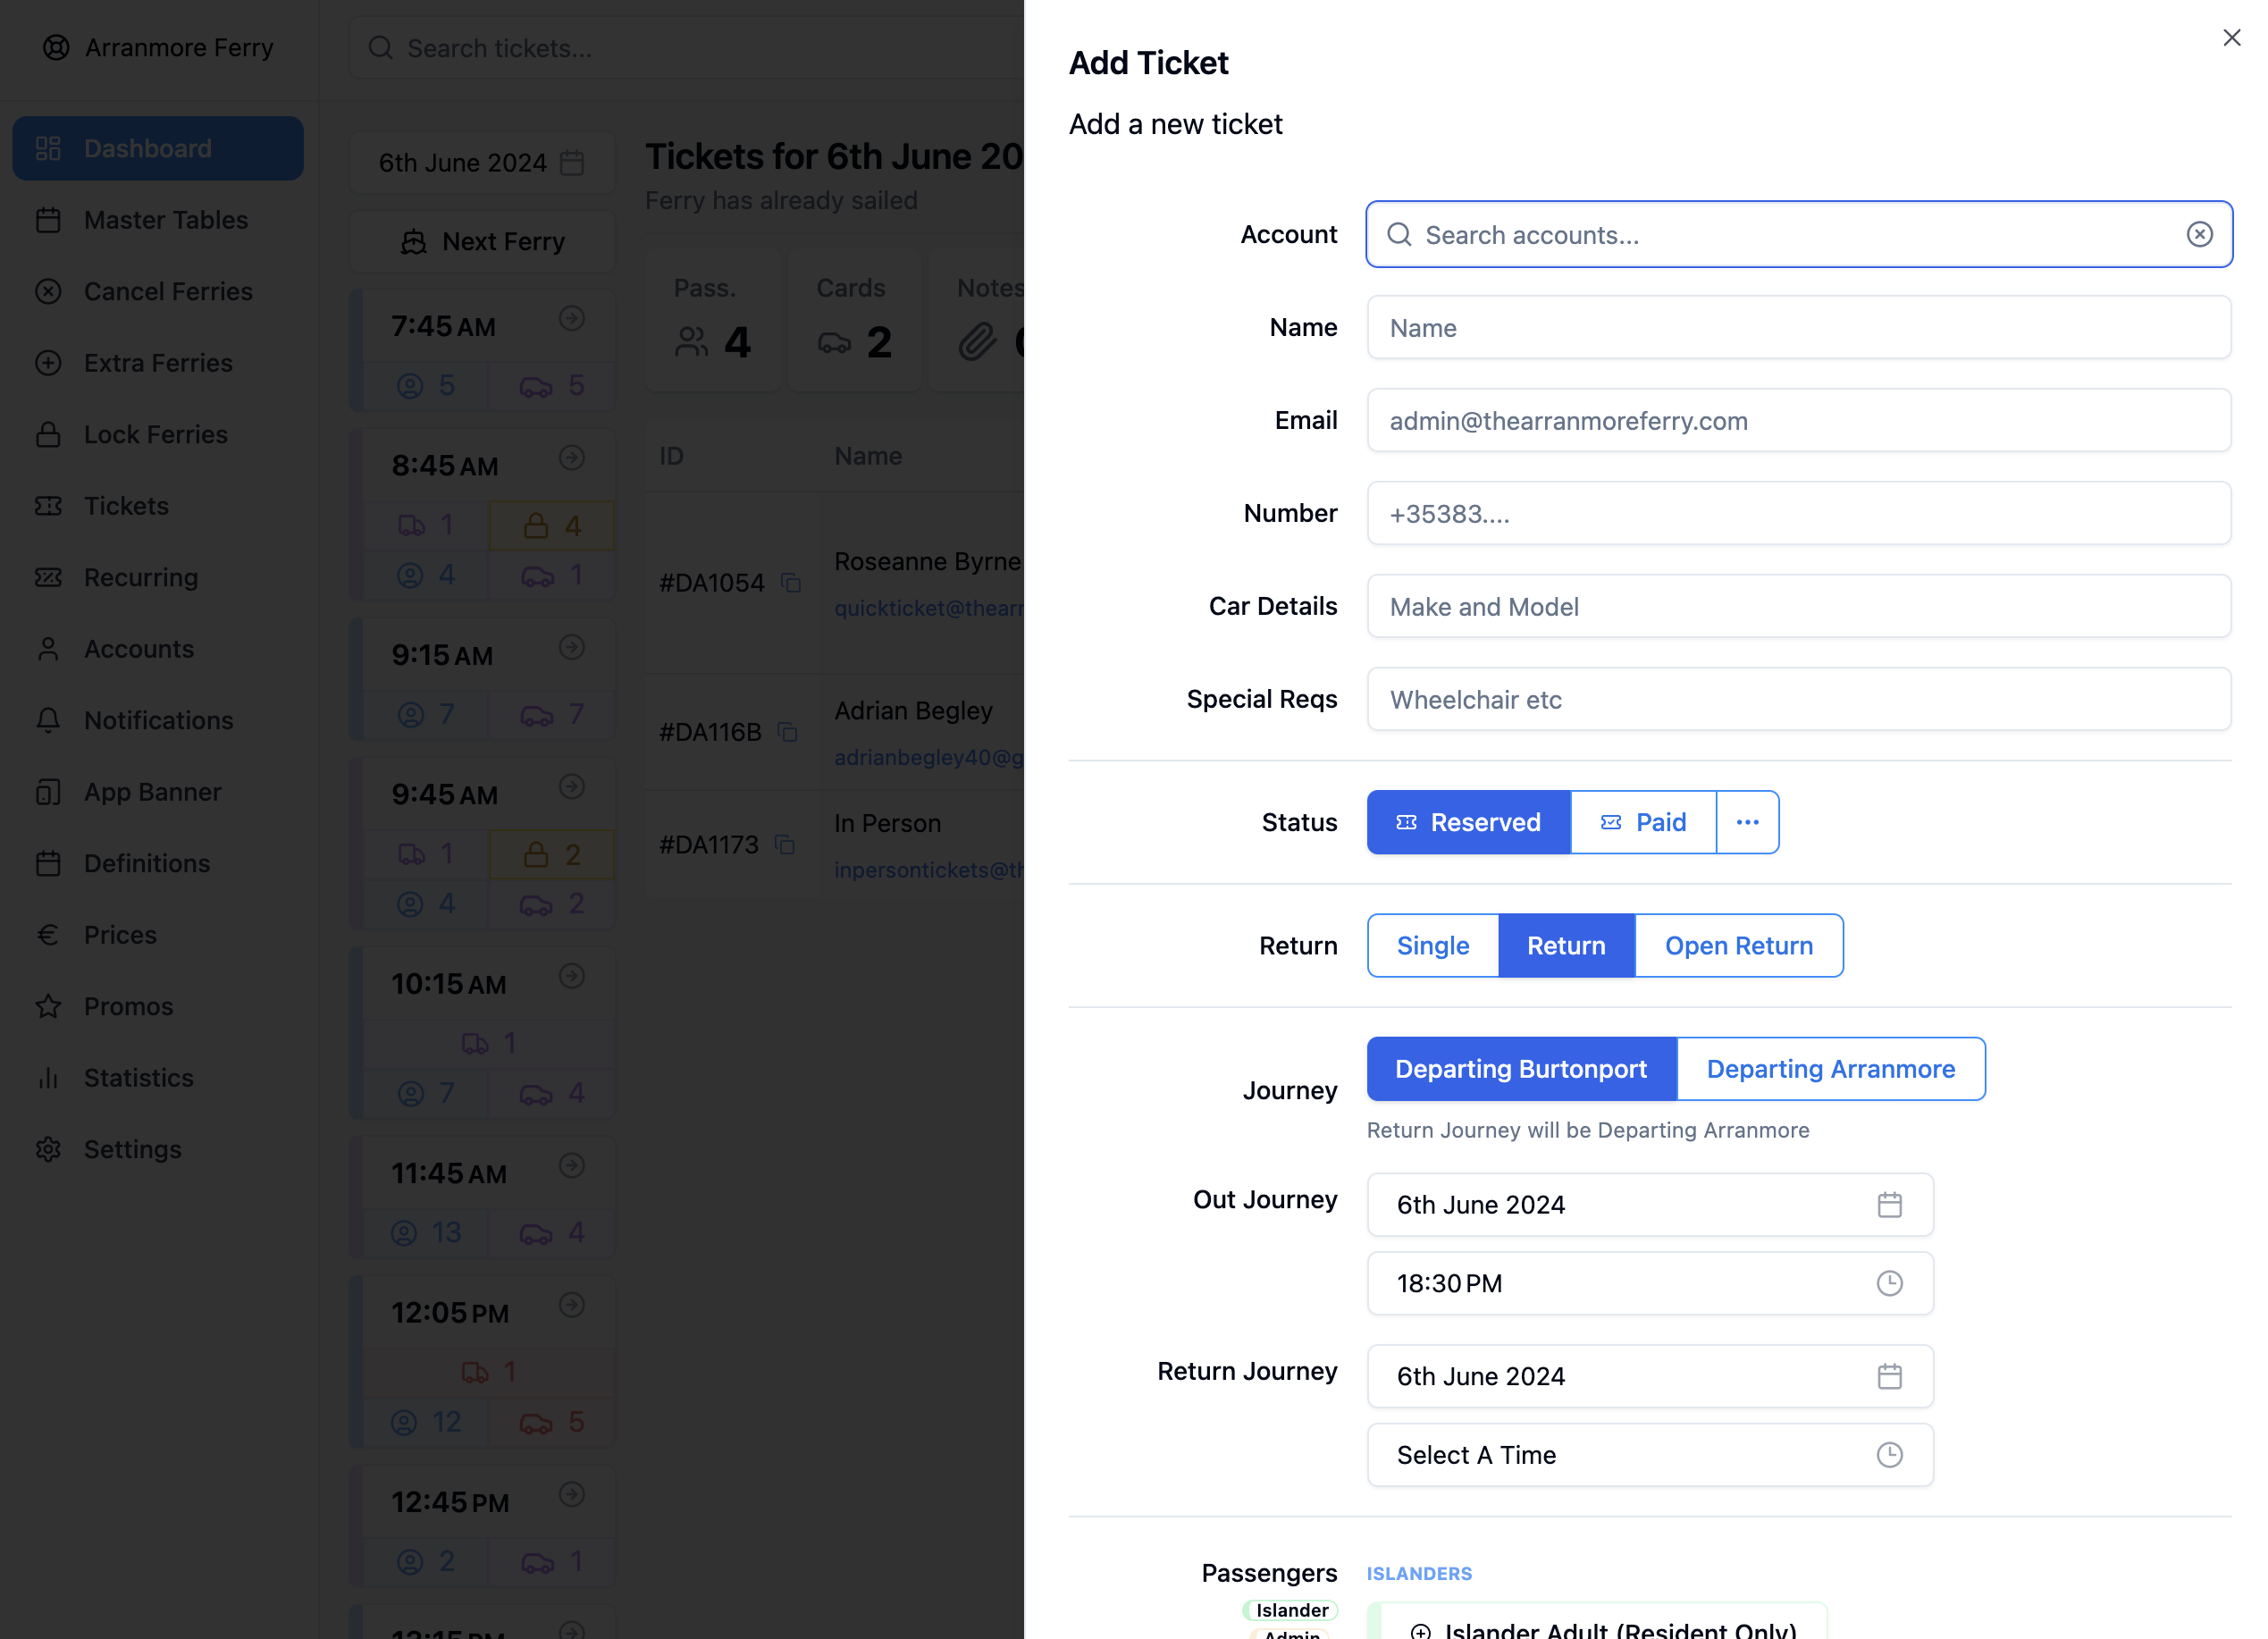 Arranmore Ferry
Search tickets...
Dashboard
Master Tables
Cancel Ferries
Extra Ferries
Lock Ferries
Tickets
Recurring
Accounts
Notifications
App Banner
Definitions
Prices
Promos
Statistics
Settings
6th June 2024
Next Ferry
7:45 AM
5 5
8:45 AM
1 4
4 1
9:15 AM
7 7
9:45 AM
1 2
4 2
10:15 AM
1
7 4
11:45 AM
13 4
12:05 PM
1
12 5
12:45 PM
2 1
Tickets for 6th June 20
Ferry has already sailed
Pass. Cards Notes
4 2
ID Name
#DA1054
Roseanne Byrne
quickticket@thearr
#DA116B
Adrian Begley
adrianbegley40@g
#DA1173
In Person
inpersontickets@th
Add Ticket
Add a new ticket
Account Search accounts...
Name Name
Email admin@thearranmoreferry.com
Number +35383....
Car Details Make and Model
Special Reqs Wheelchair etc
Status Reserved Paid ...
Return Single Return Open Return
Journey Departing Burtonport Departing Arranmore
Return Journey will be Departing Arranmore
Out Journey 6th June 2024
18:30 PM
Return Journey 6th June 2024
Select A Time
Passengers ISLANDERS
Islander
Admin
Islander Adult (Resident Only)